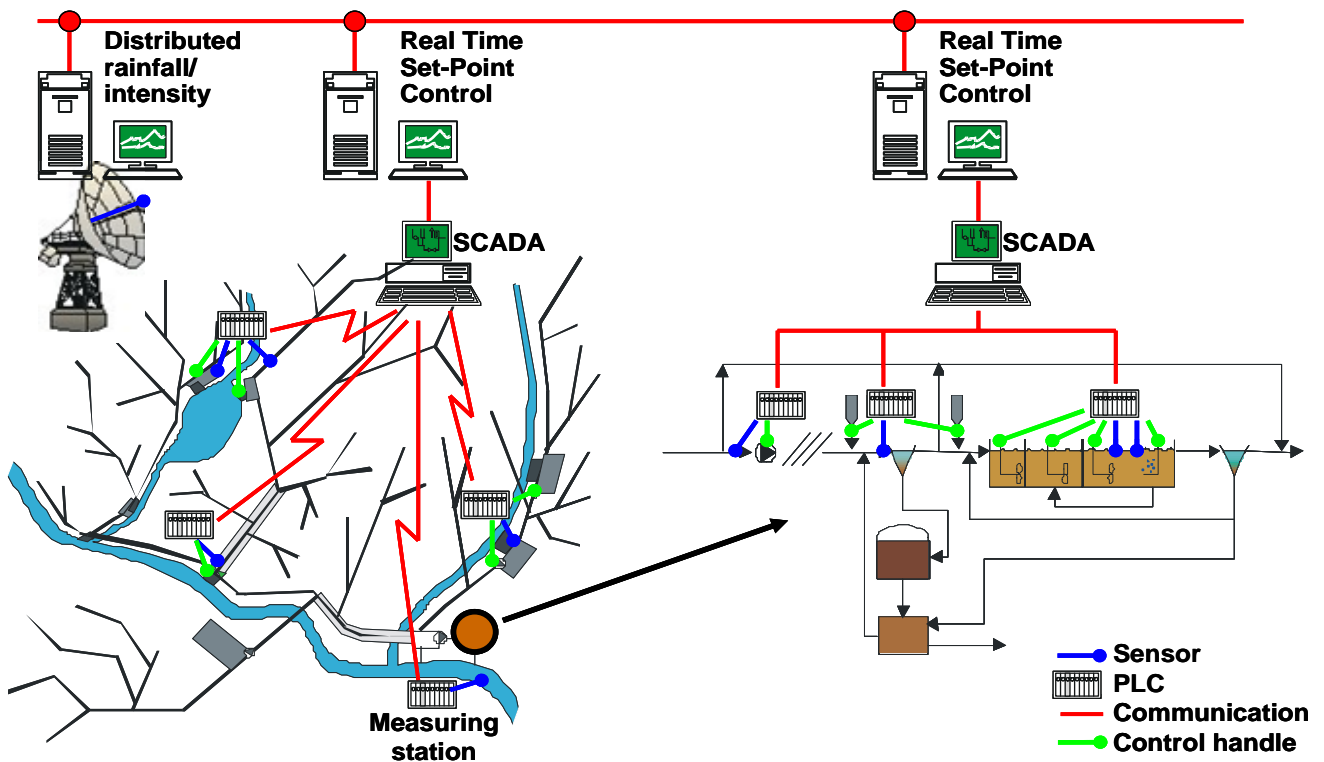 Distributed
rainfall/
intensity
Real Time
Set-Point
Control
Real Time
Set-Point
Control
SCADA
SCADA
Measuring
station
Sensor
PLC
Communication
Control handle